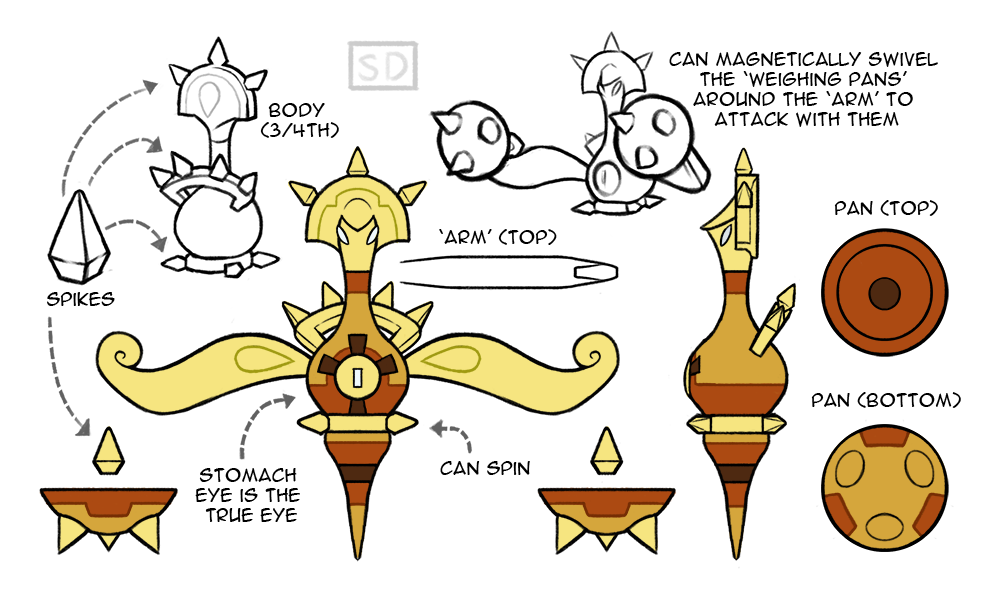 SD
CAN MAGNETICALLY SWIVEL
THE 'WEIGHING PANS'
AROUND THE 'ARM' TO
ATTACK WITH THEM
BODY
(3/4TH)
'ARM' (TOP)
PAN (TOP)
SPIKES
PAN (BOTTOM)
STOMACH
EYE IS THE
TRUE EYE
CAN SPIN